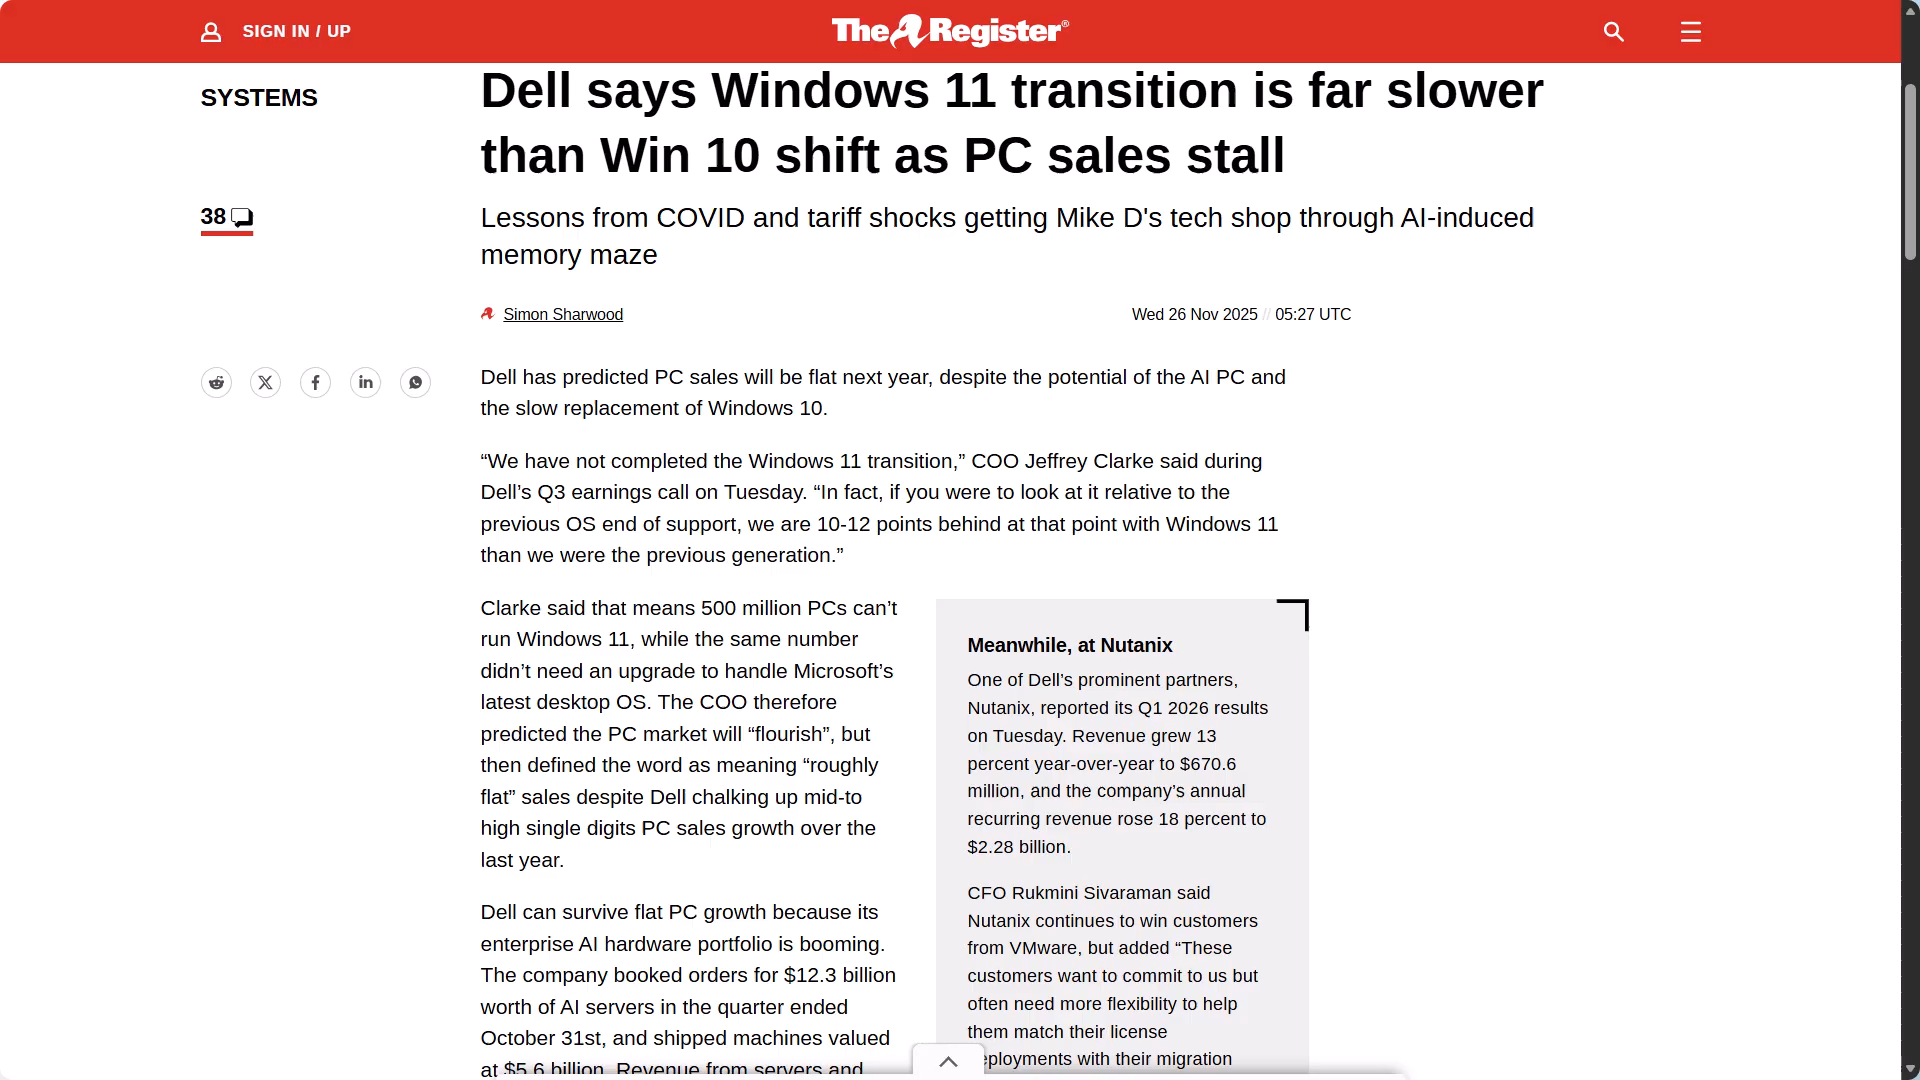 SIGN IN / UP
The Register®
SYSTEMS
Dell says Windows 11 transition is far slower
than Win 10 shift as PC sales stall
38
Lessons from COVID and tariff shocks getting Mike D's tech shop through AI-induced
memory maze
Simon Sharwood
Wed 26 Nov 2025 // 05:27 UTC
Dell has predicted PC sales will be flat next year, despite the potential of the AI PC and
the slow replacement of Windows 10.
“We have not completed the Windows 11 transition,” COO Jeffrey Clarke said during
Dell’s Q3 earnings call on Tuesday. “In fact, if you were to look at it relative to the
previous OS end of support, we are 10-12 points behind at that point with Windows 11
than we were the previous generation.”
Clarke said that means 500 million PCs can’t
run Windows 11, while the same number
didn’t need an upgrade to handle Microsoft’s
latest desktop OS. The COO therefore
predicted the PC market will “flourish”, but
then defined the word as meaning “roughly
flat” sales despite Dell chalking up mid-to
high single digits PC sales growth over the
last year.
Dell can survive flat PC growth because its
enterprise AI hardware portfolio is booming.
The company booked orders for $12.3 billion
worth of AI servers in the quarter ended
October 31st, and shipped machines valued
at $5.6 billion. Revenue from servers and
Meanwhile, at Nutanix
One of Dell’s prominent partners,
Nutanix, reported its Q1 2026 results
on Tuesday. Revenue grew 13
percent year-over-year to $670.6
million, and the company’s annual
recurring revenue rose 18 percent to
$2.28 billion.
CFO Rukmini Sivaraman said
Nutanix continues to win customers
from VMware, but added “These
customers want to commit to us but
often need more flexibility to help
them match their license
eployments with their migration